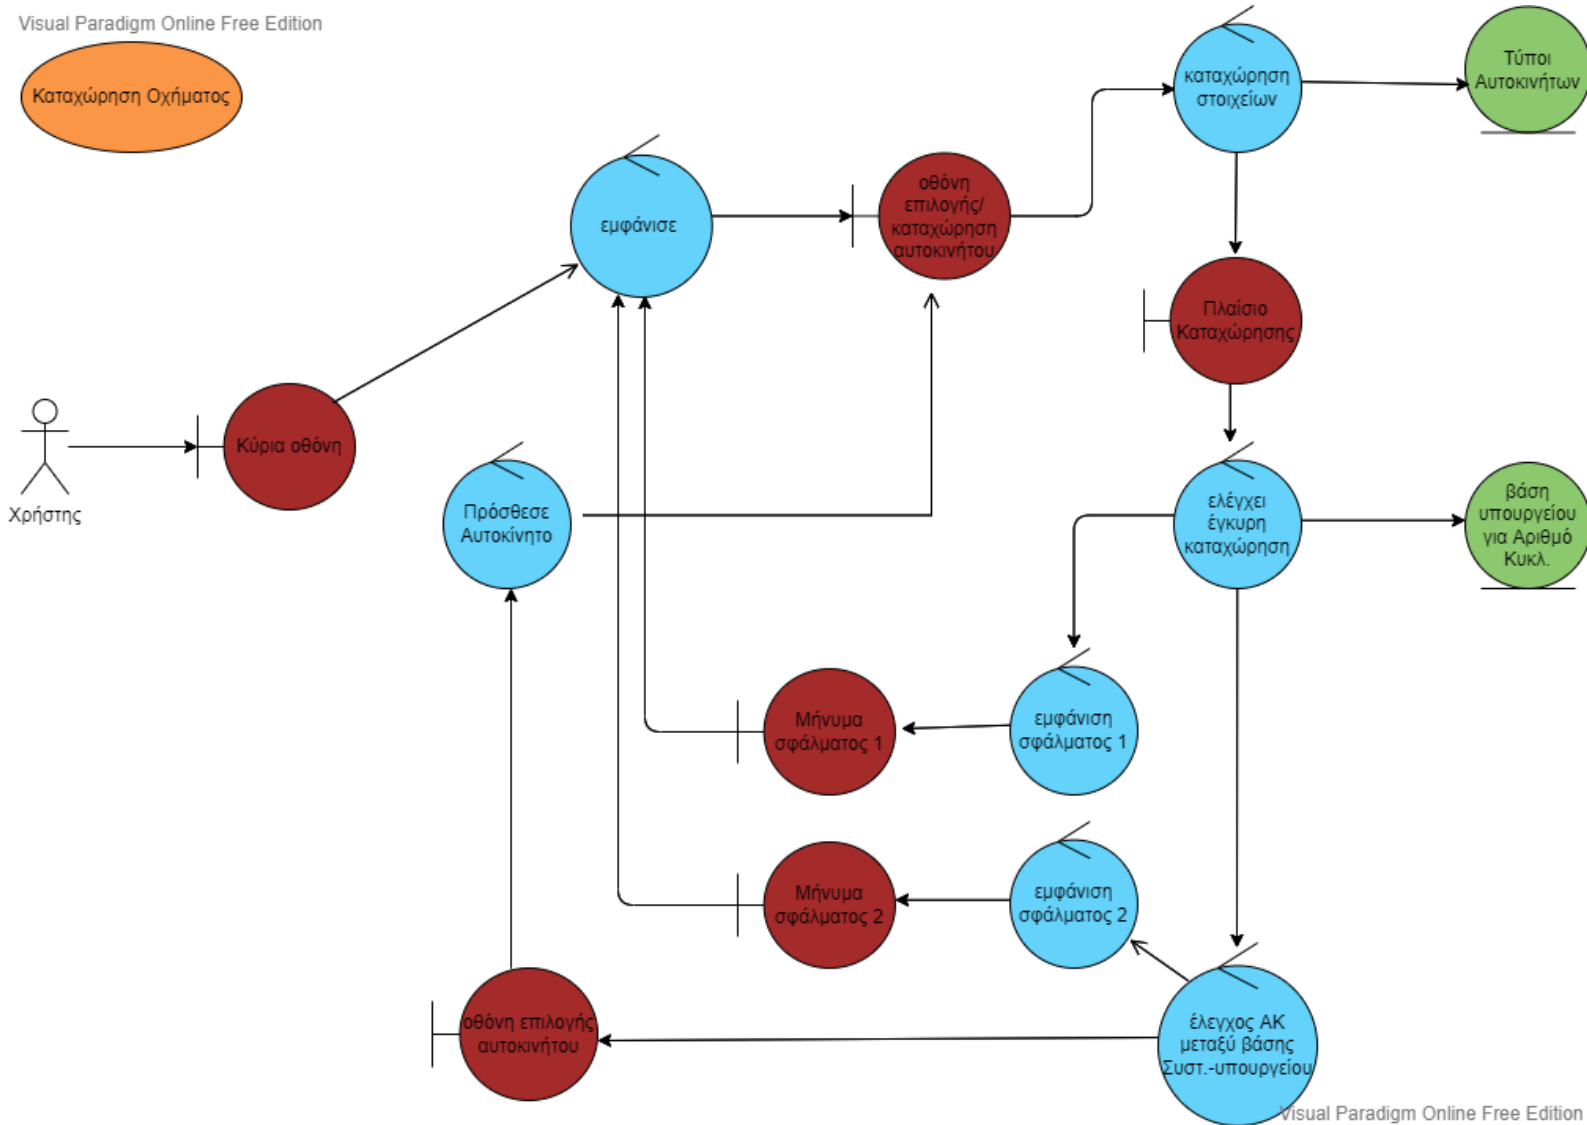 Visual Paradigm Online Free Edition
Καταχώρηση Οχήματος
καταχώρηση
στοιχείων
Τύποι
Αυτοκινήτων
εμφάνισε
οθόνη
επιλογής/
καταχώρηση
αυτοκινήτου
Πλαίσιο
Καταχώρησης
Χρήστης
Κύρια οθόνη
Πρόσθεσε
Αυτοκίνητο
ελέγχει
έγκυρη
καταχώρηση
βάση
υπουργείου
για Αριθμό
Κυκλ.
Μήνυμα
σφάλματος 1
εμφάνιση
σφάλματος 1
Μήνυμα
σφάλματος 2
εμφάνιση
σφάλματος 2
οθόνη επιλογής
αυτοκινήτου
έλεγχος ΑΚ
μεταξύ βάσης
Συστ.-υπουργείου
Visual Paradigm Online Free Edition